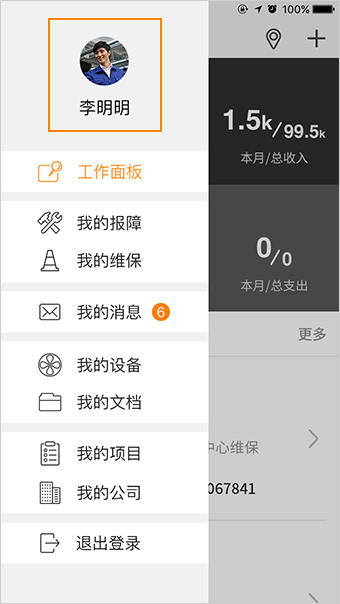 100%
李明明
工作面板
我的报障
我的维保
我的消息 6
我的设备
我的文档
我的项目
我的公司
退出登录
1.5k/99.5k
本月/总收入
0/0
本月/总支出
更多
中心维保
067841